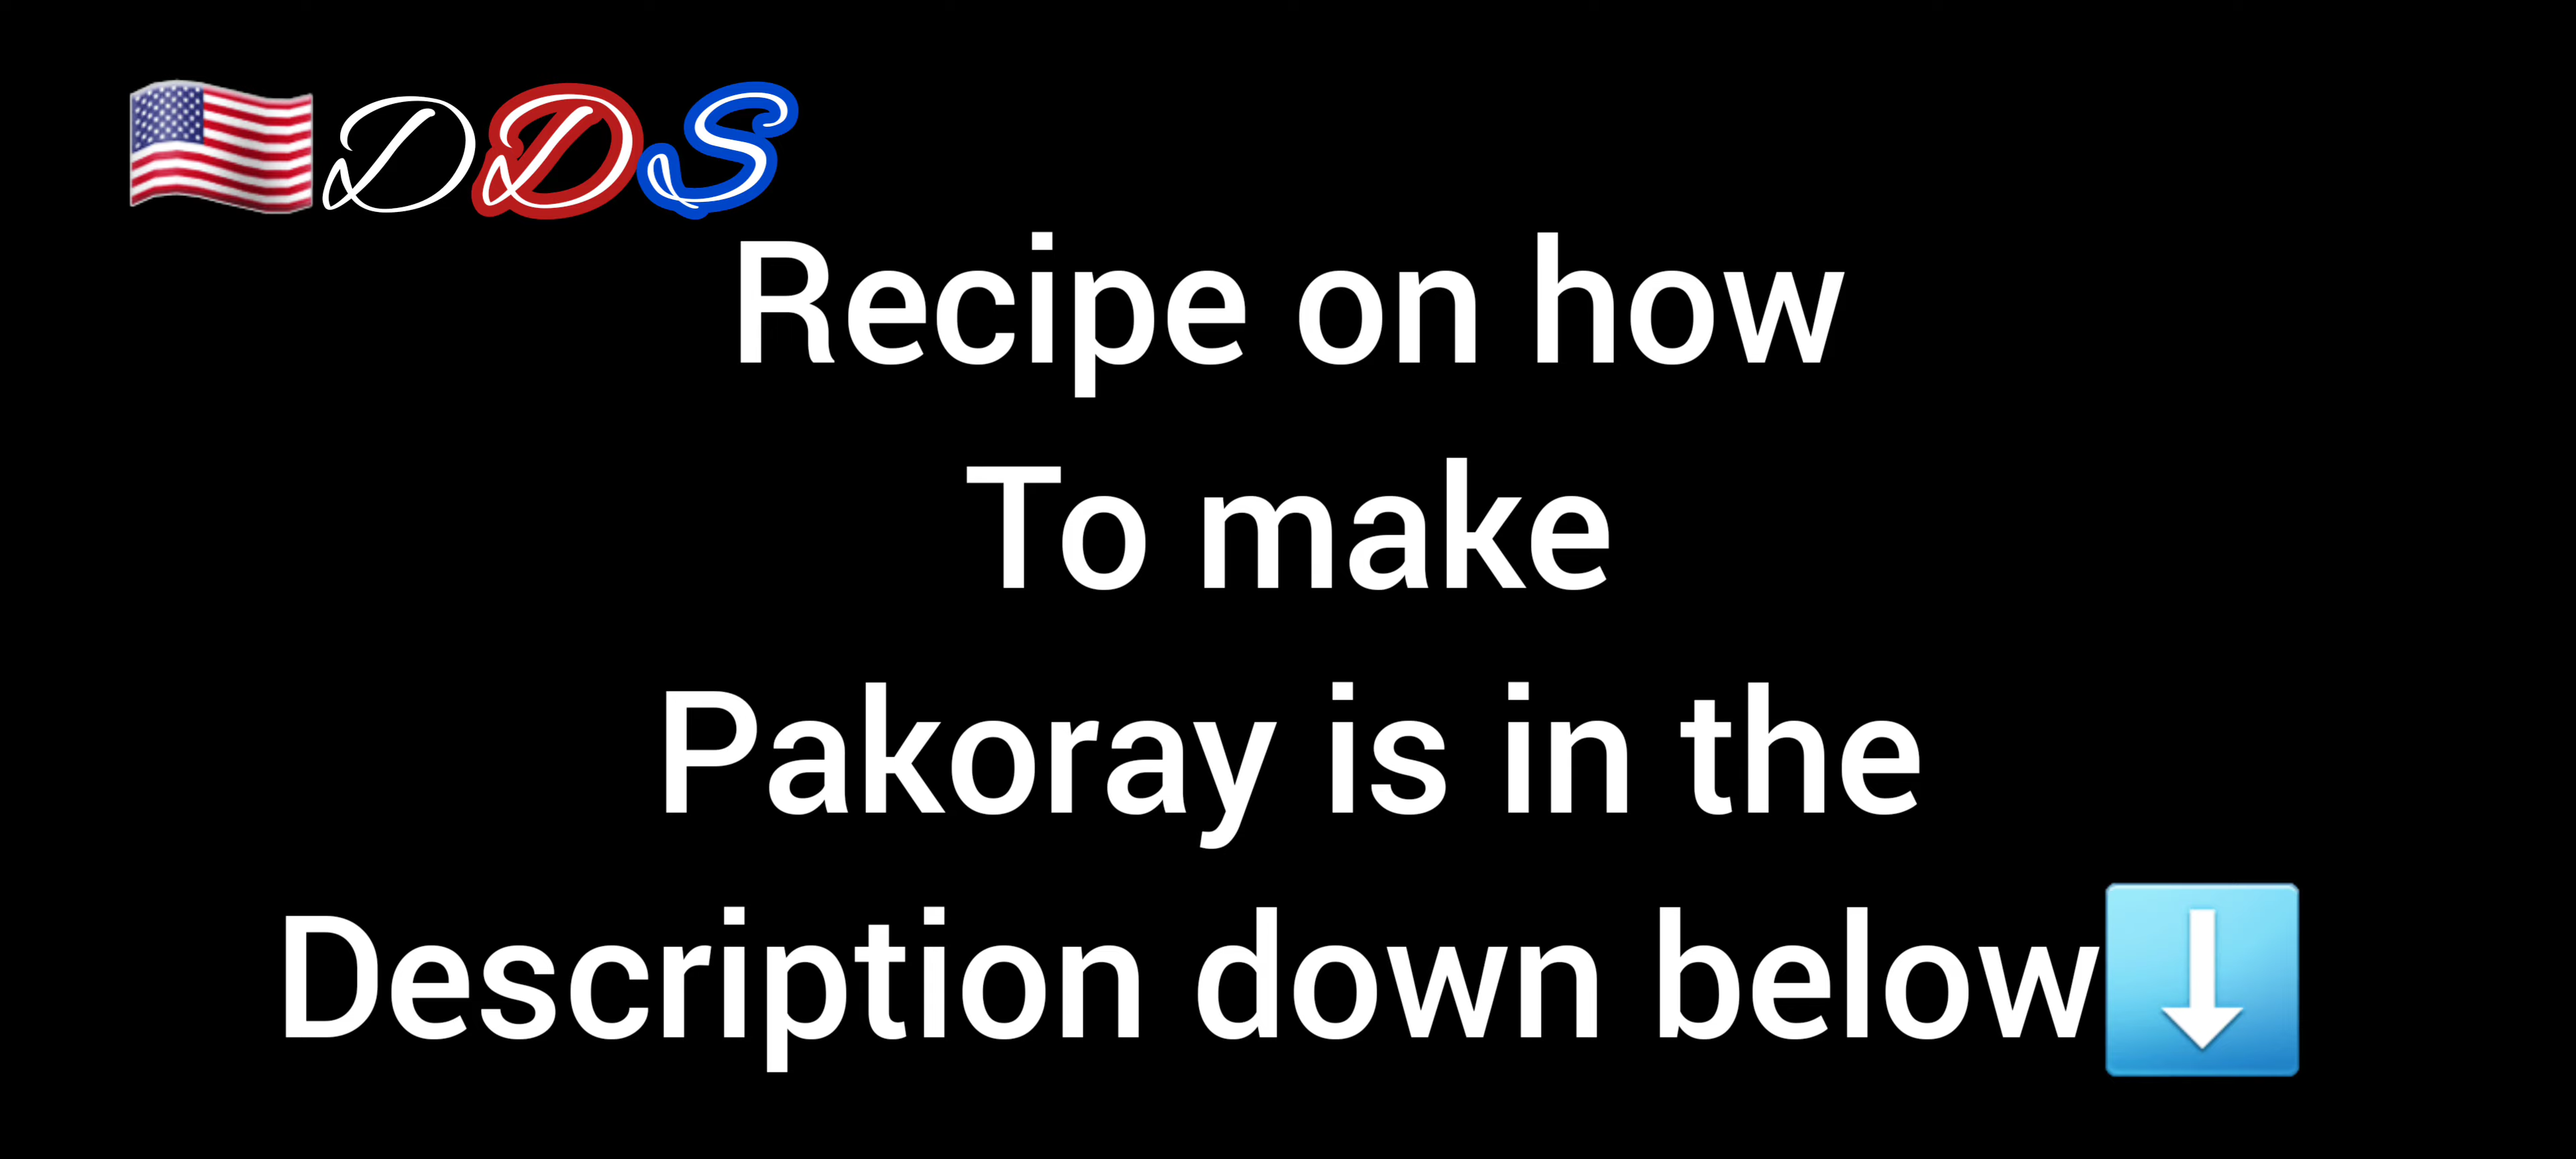 🇺🇸DDS
Recipe on how
To make
Pakoray is in the
Description down below⬇️